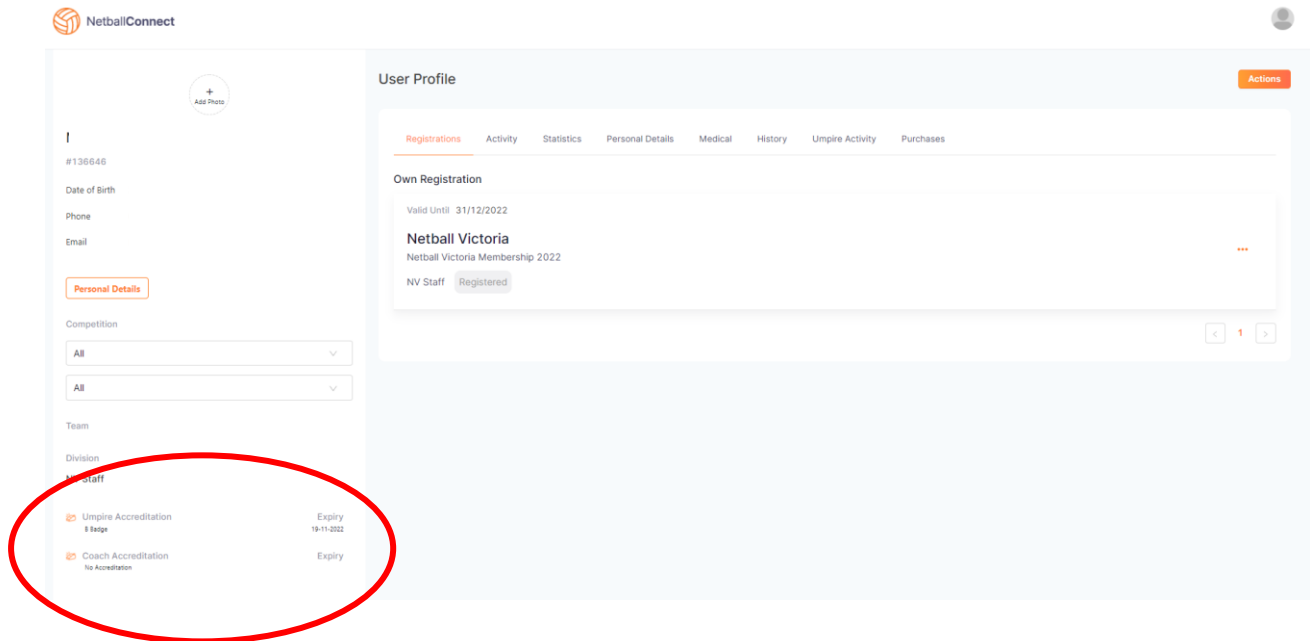 NetballConnect
+
Add Photo
#136646
Date of Birth
Phone
Email
Personal Details
Competition
All
All
Team
Division
Staff
Umpire Accreditation Expiry
B Badge 19-11-2022
Coach Accreditation Expiry
No Accreditation
User Profile
Actions
Registrations Activity Statistics Personal Details Medical History Umpire Activity Purchases
Own Registration
Valid Until 31/12/2022
Netball Victoria
Netball Victoria Membership 2022
NV Staff Registered
< 1 >